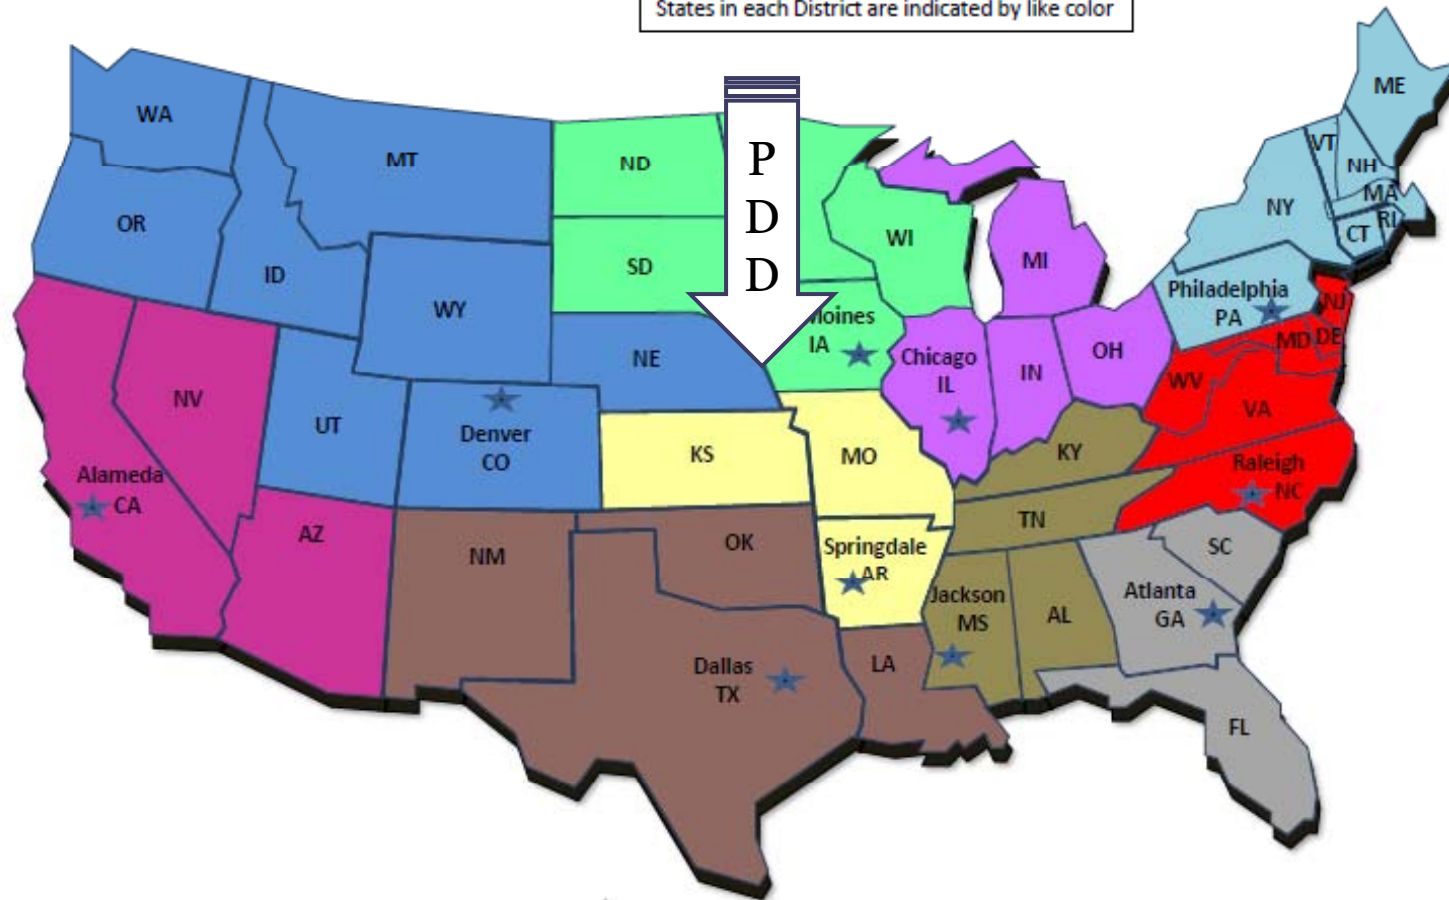 States in each District are indicated by like color
ME
WA
VT
MT
ND
NH
MA
NY
RI
OR
CT
WI
SD
MI
ID
Philadelphia
PA
NJ
WY
Moines
IA
MD
DE
NE
Chicago
IL
OH
IN
WV
NV
VA
UT
Denver
CO
KS
MO
KY
Raleigh
NC
Alameda
CA
TN
AZ
NM
OK
Springdale
AR
SC
Jackson
MS
AL
Atlanta
GA
LA
Dallas
TX
FL
P
D
D